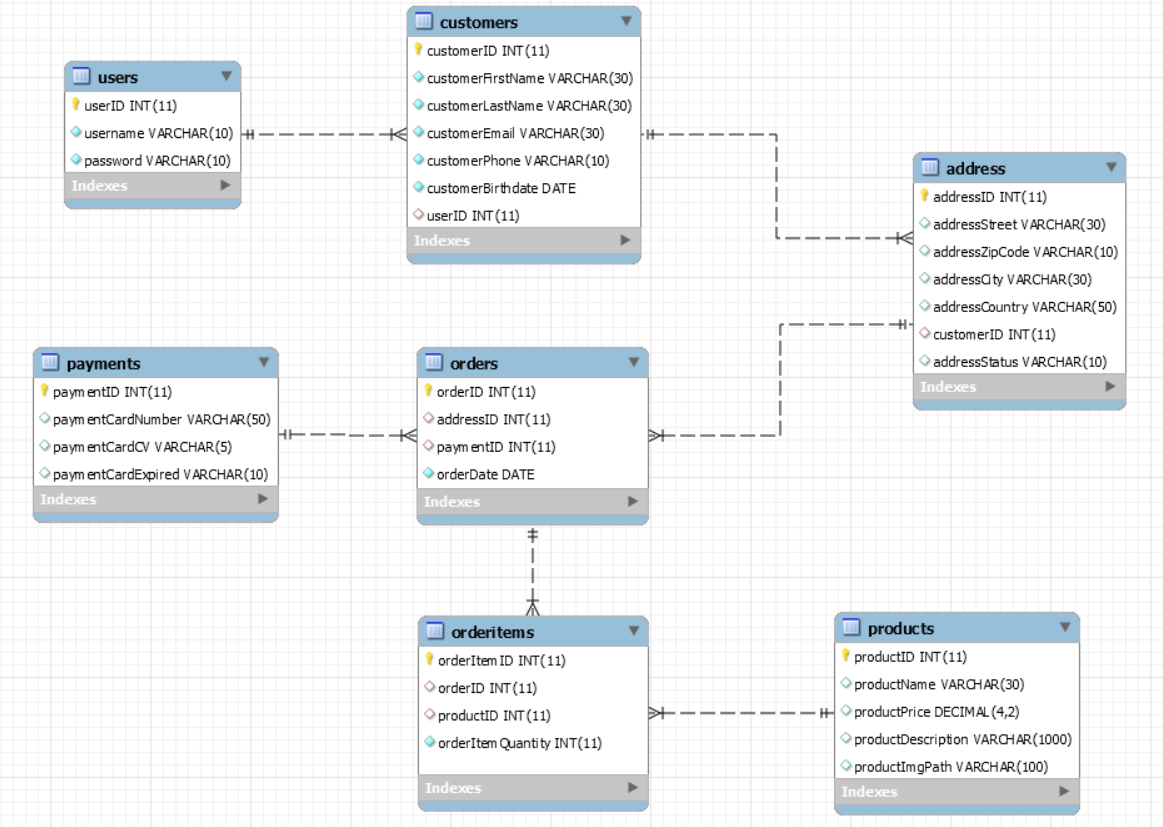 users
userID INT(11)
username VARCHAR(10)
password VARCHAR(10)
Indexes
customers
customerID INT(11)
customerFirstName VARCHAR(30)
customerLastName VARCHAR(30)
customerEmail VARCHAR(30)
customerPhone VARCHAR(10)
customerBirthdate DATE
userID INT(11)
Indexes
address
addressID INT(11)
addressStreet VARCHAR(30)
addressZipCode VARCHAR(10)
addressCity VARCHAR(30)
addressCountry VARCHAR(50)
customerID INT(11)
addressStatus VARCHAR(10)
Indexes
payments
paymentID INT(11)
paymentCardNumber VARCHAR(50)
paymentCardCV VARCHAR(5)
paymentCardExpired VARCHAR(10)
Indexes
orders
orderID INT(11)
addressID INT(11)
paymentID INT(11)
orderDate DATE
Indexes
orderitems
orderItemID INT(11)
orderID INT(11)
productID INT(11)
orderItemQuantity INT(11)
Indexes
products
productID INT(11)
productName VARCHAR(30)
productPrice DECIMAL(4,2)
productDescription VARCHAR(1000)
productImgPath VARCHAR(100)
Indexes